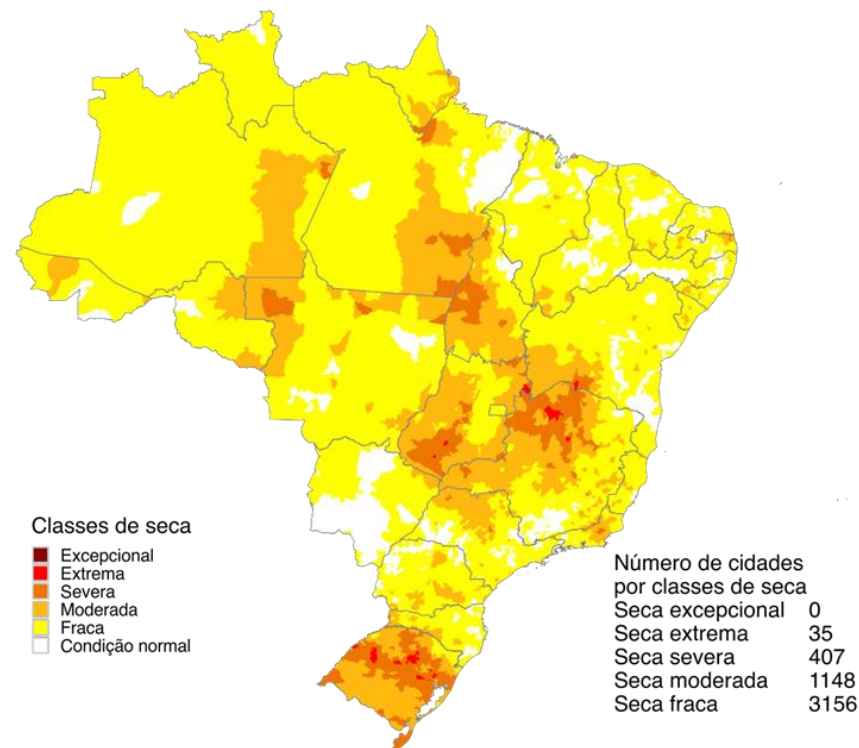 Classes de seca
Excepcional
Extrema
Severa
Moderada
Fraca
Condição normal
Número de cidades
por classes de seca
Seca excepcional 0
Seca extrema 35
Seca severa 407
Seca moderada 1148
Seca fraca 3156